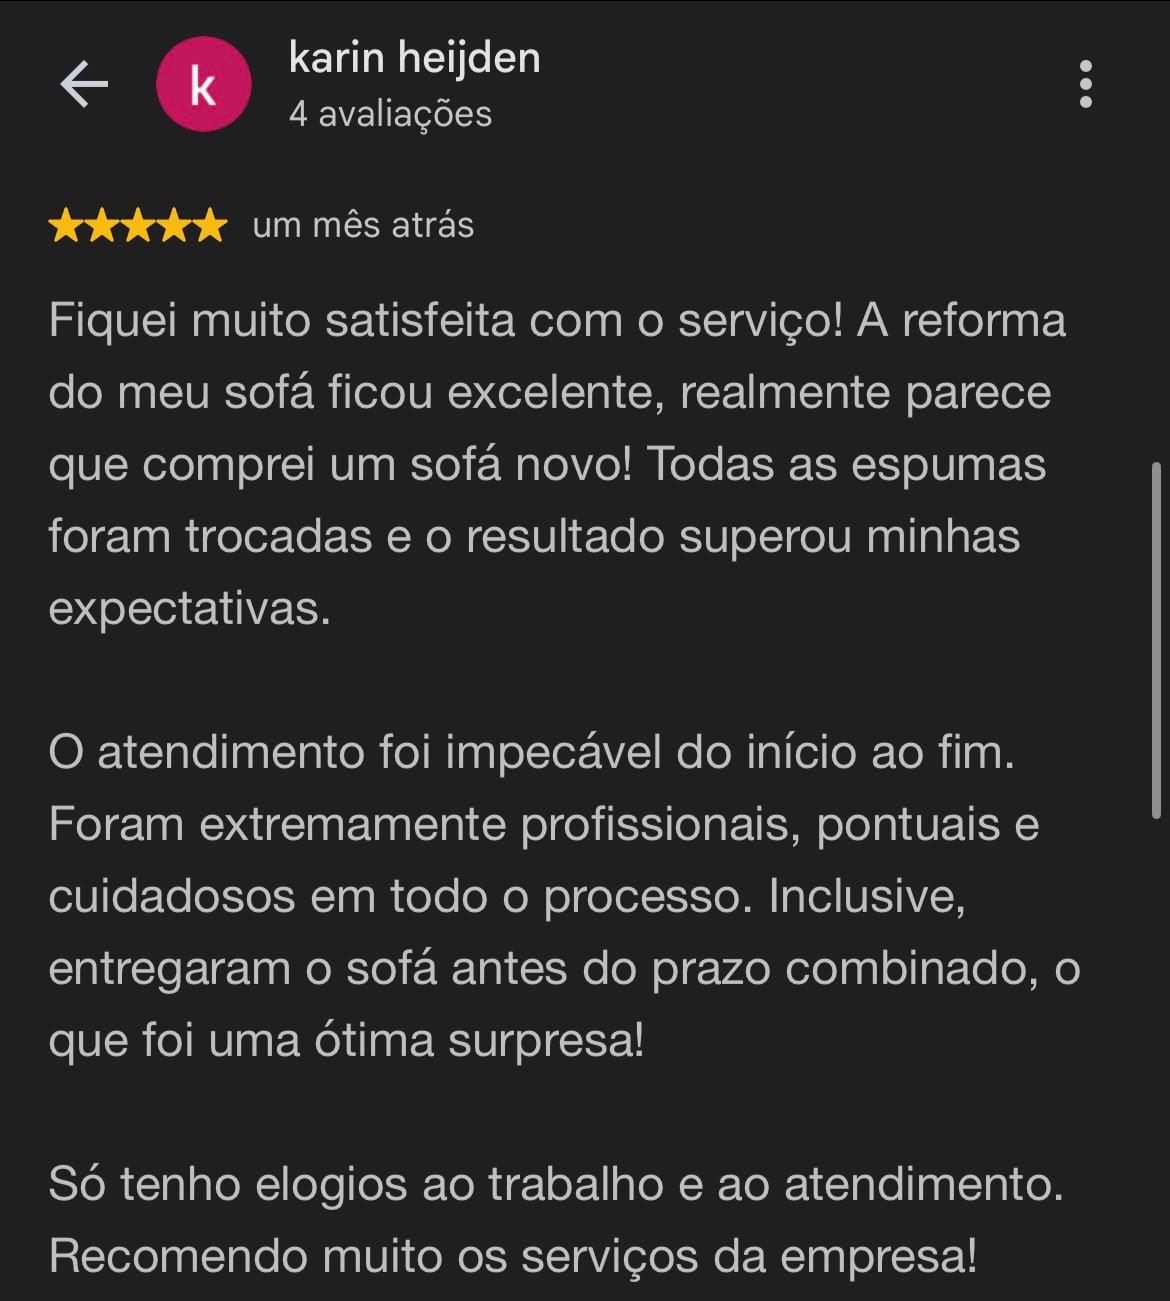 k
karin heijden
4 avaliações
um mês atrás
Fiquei muito satisfeita com o serviço! A reforma
do meu sofá ficou excelente, realmente parece
que comprei um sofá novo! Todas as espumas
foram trocadas e o resultado superou minhas
expectativas.
O atendimento foi impecável do início ao fim.
Foram extremamente profissionais, pontuais e
cuidadosos em todo o processo. Inclusive,
entregaram o sofá antes do prazo combinado, o
que foi uma ótima surpresa!
Só tenho elogios ao trabalho e ao atendimento.
Recomendo muito os serviços da empresa!